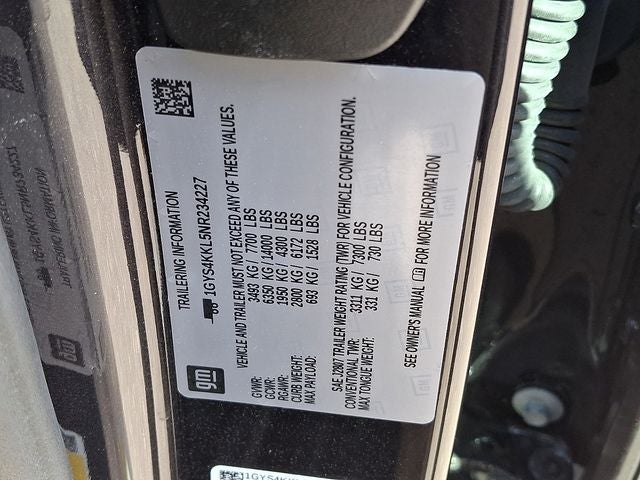 gm
TRAILERING INFORMATION
1GYS4KKL5NR234227
VEHICLE AND TRAILER MUST NOT EXCEED ANY OF THESE VALUES.
GVWR: 3493 KG / 7700 LBS
GCWR: 6350 KG / 14000 LBS
RGAWR: 1950 KG / 4300 LBS
CURB WEIGHT: 2800 KG / 6172 LBS
MAX PAYLOAD: 693 KG / 1528 LBS
SAE J2807 TRAILER WEIGHT RATING (TWR) FOR VEHICLE CONFIGURATION.
CONVENTIONAL TWR: 3311 KG / 7300 LBS
MAX TONGUE WEIGHT: 331 KG / 730 LBS
SEE OWNER'S MANUAL FOR MORE INFORMATION
1GYS4K